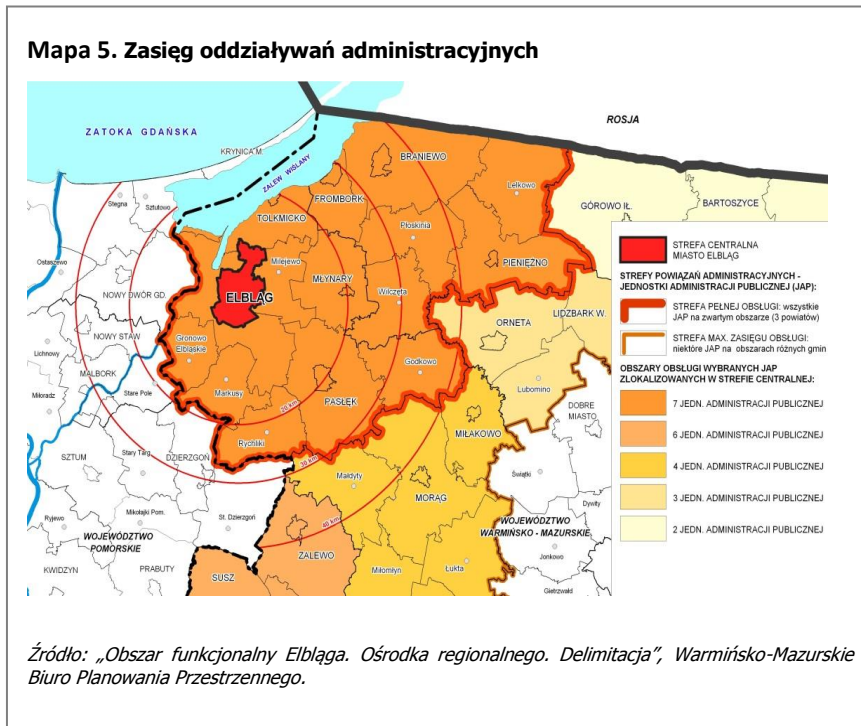 Mapa 5. Zasięg oddziaływań administracyjnych
ROSJA
ZATOKA GDAŃSKA
KRYNICA M.
ZALEW WIŚLANY
BRANIEWO
Lelkowo
FROMBORK
Stegna
Sztutowo
TOLKMICKO
GÓROWO IŁ.
BARTOSZYCE
Płoskinia
Ostaszewo
Milejewo
PIENIĘŻNO
NOWY DWÓR GD.
ELBLĄG
MŁYNARY
Wilczęta
ORNETA
LIDZBARK W.
NOWY STAW
Gronowo
Elbląskie
Lichnowy
MALBORK
Godkowo
Miłoradz
Stare Pole
Markusy
PASŁĘK
Lubomino
20 km
DOBRE
MIASTO
Rychliki
MIŁAKOWO
SZTUM
Stary Targ
DZIERZGOŃ
30 km
Małdyty
Świątki
Mikołajki Pom.
MORĄG
Dywity
Ryjewo
St. Dzierzgoń
40 km
WOJEWÓDZTWO
POMORSKIE
WOJEWÓDZTWO
WARMIŃSKO - MAZURSKIE
ZALEWO
Jonkowo
KWIDZYN
PRABUTY
SUSZ
Miłomłyn
Łukta
Gietrzwałd
STREFA CENTRALNA
MIASTO ELBLĄG
STREFY POWIĄZAŃ ADMINISTRACYJNYCH -
JEDNOSTKI ADMINISTRACJI PUBLICZNEJ (JAP):
STREFA PEŁNEJ OBSŁUGI: wszystkie
JAP na zwartym obszarze (3 powiatów)
STREFA MAX. ZASIĘGU OBSŁUGI:
niektóre JAP na obszarach różnych gmin
OBSZARY OBSŁUGI WYBRANYCH JAP
ZLOKALIZOWANYCH W STREFIE CENTRALNEJ:
7 JEDN. ADMINISTRACJI PUBLICZNEJ
6 JEDN. ADMINISTRACJI PUBLICZNEJ
4 JEDN. ADMINISTRACJI PUBLICZNEJ
3 JEDN. ADMINISTRACJI PUBLICZNEJ
2 JEDN. ADMINISTRACJI PUBLICZNEJ
Źródło: „Obszar funkcjonalny Elbląga. Ośrodka regionalnego. Delimitacja”, Warmińsko-Mazurskie
Biuro Planowania Przestrzennego.